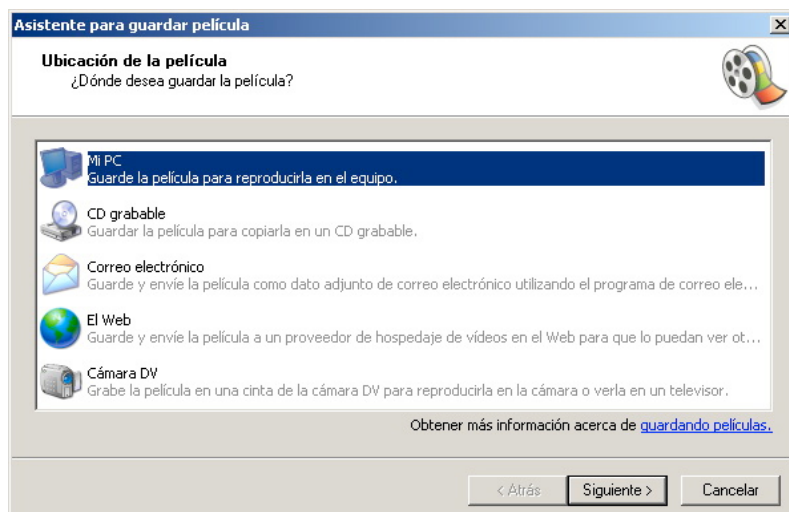 Asistente para guardar película
Ubicación de la película
¿Dónde desea guardar la película?
Mi PC
Guarde la película para reproducirla en el equipo.
CD grabable
Guardar la película para copiarla en un CD grabable.
Correo electrónico
Guarde y envíe la película como dato adjunto de correo electrónico utilizando el programa de correo ele...
El Web
Guarde y envíe la película a un proveedor de hospedaje de vídeos en el Web para que lo puedan ver ot...
Cámara DV
Grabe la película en una cinta de la cámara DV para reproducirla en la cámara o verla en un televisor.
Obtener más información acerca de guardando películas.
< Atrás Siguiente > Cancelar